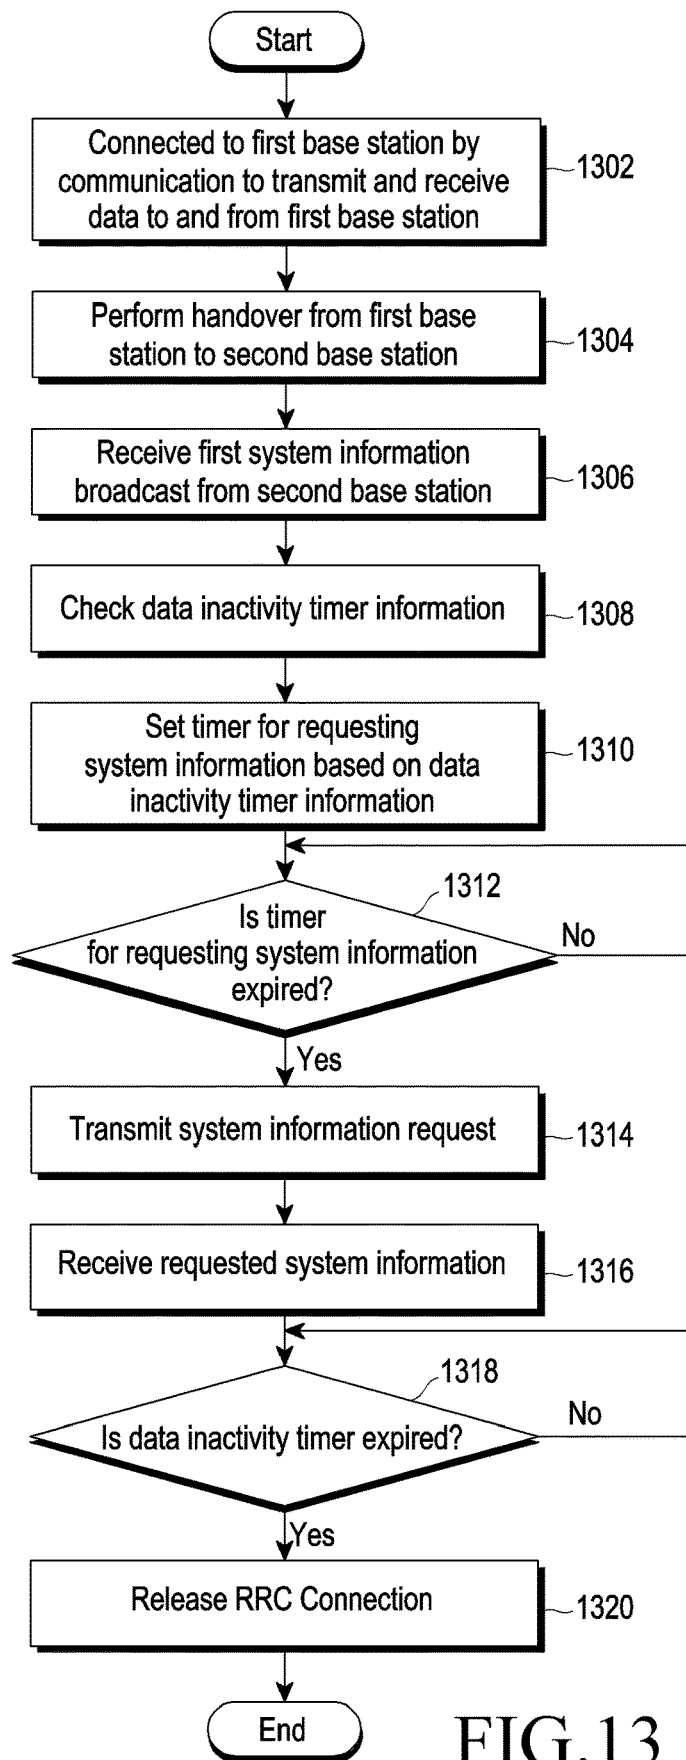 Start
Connected to first base station by
communication to transmit and receive
data to and from first base station
1302
Perform handover from first base
station to second base station
1304
Receive first system information
broadcast from second base station
1306
Check data inactivity timer information
1308
Set timer for requesting
system information based on data
inactivity timer information
1310
1312
Is timer
for requesting system information
expired?
No
Yes
Transmit system information request
1314
Receive requested system information
1316
1318
Is data inactivity timer expired?
No
Yes
Release RRC Connection
1320
End
FIG.13